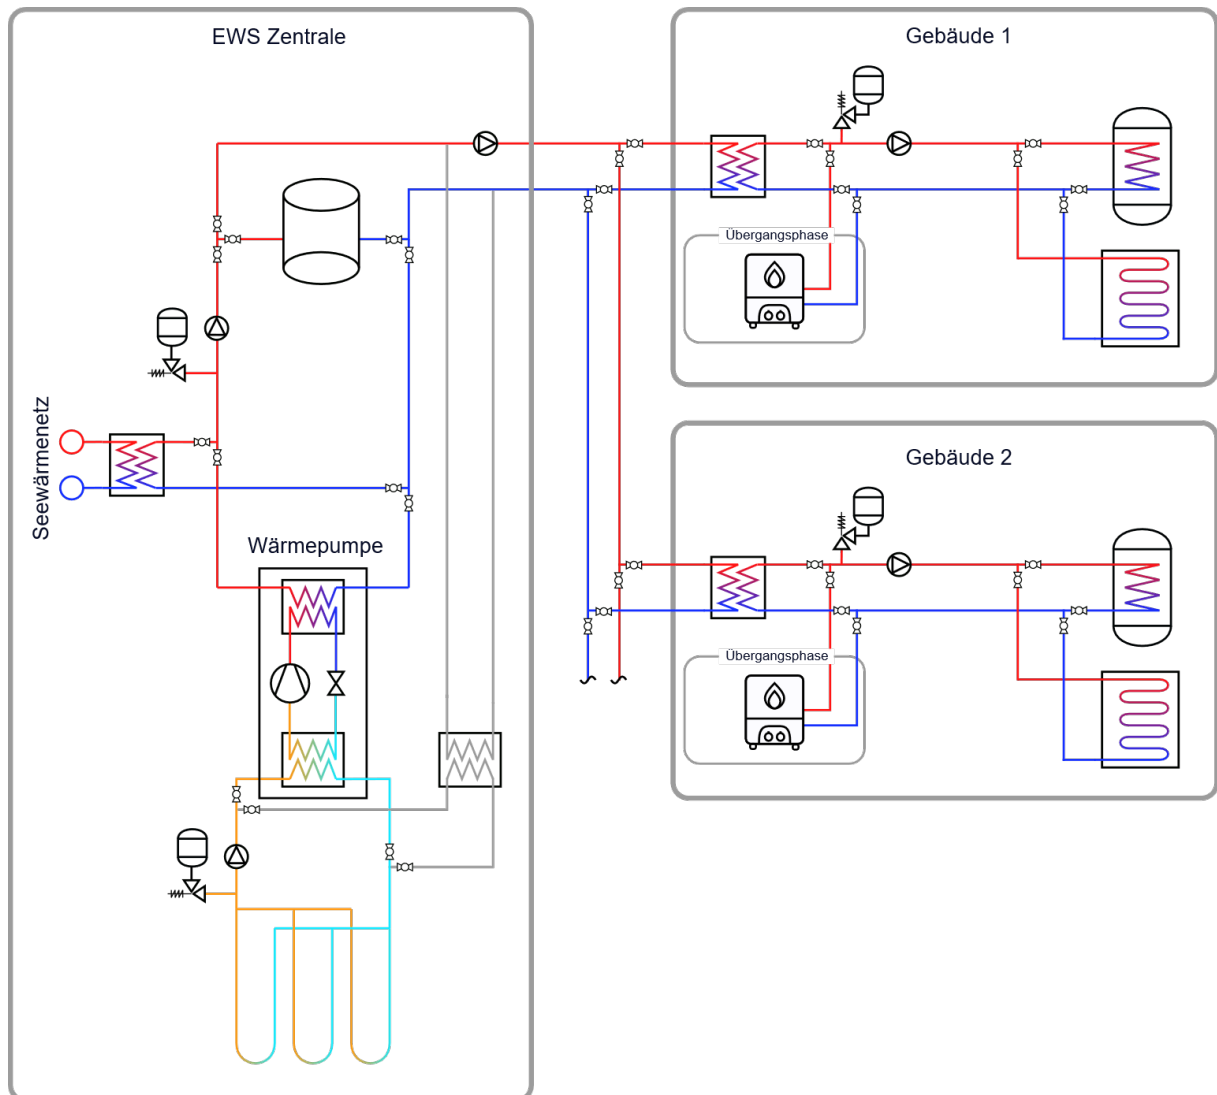 EWS Zentrale
Gebäude 1
Übergangsphase
Seewärmenetz
Gebäude 2
Wärmepumpe
Übergangsphase